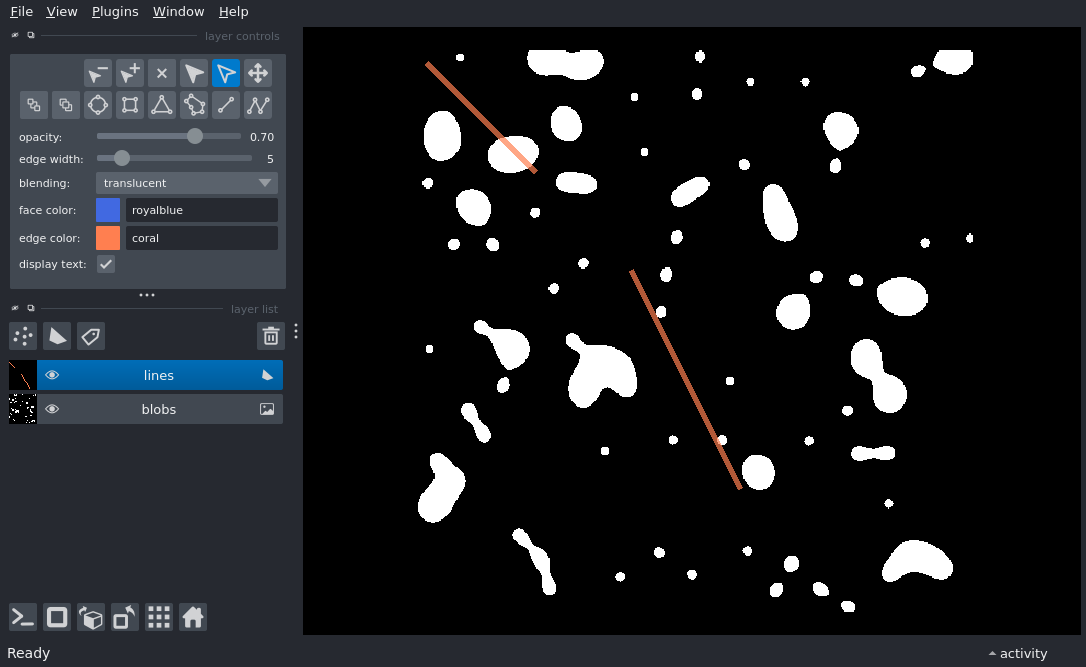 File View Plugins Window Help
layer controls
opacity: 0.70
edge width: 5
blending: translucent
face color: royalblue
edge color: coral
display text:
layer list
lines
blobs
Ready
activity